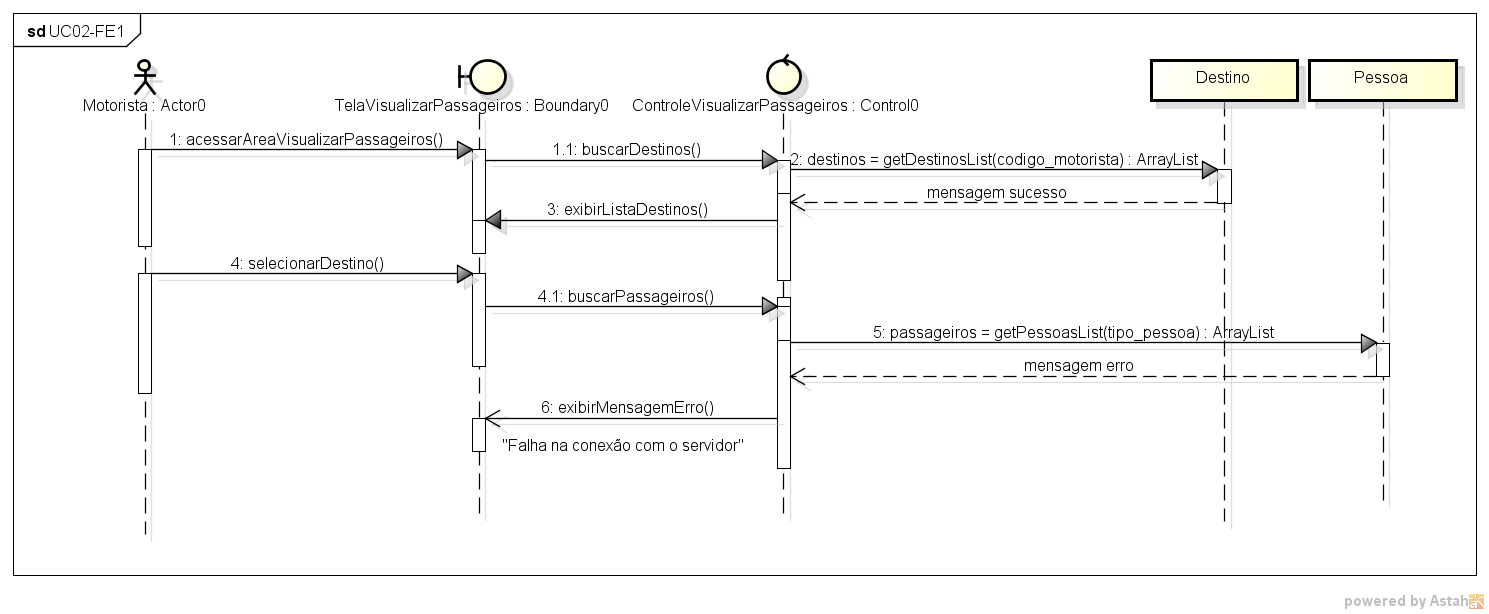 sd UC02-FE1
Motorista : Actor0
TelaVisualizarPassageiros : Boundary0
ControleVisualizarPassageiros : Control0
Destino
Pessoa
1: acessarAreaVisualizarPassageiros()
1.1: buscarDestinos()
2: destinos = getDestinosList(codigo_motorista) : ArrayList
mensagem sucesso
3: exibirListaDestinos()
4: selecionarDestino()
4.1: buscarPassageiros()
5: passageiros = getPessoasList(tipo_pessoa) : ArrayList
mensagem erro
6: exibirMensagemErro()
"Falha na conexão com o servidor"
powered by Astah